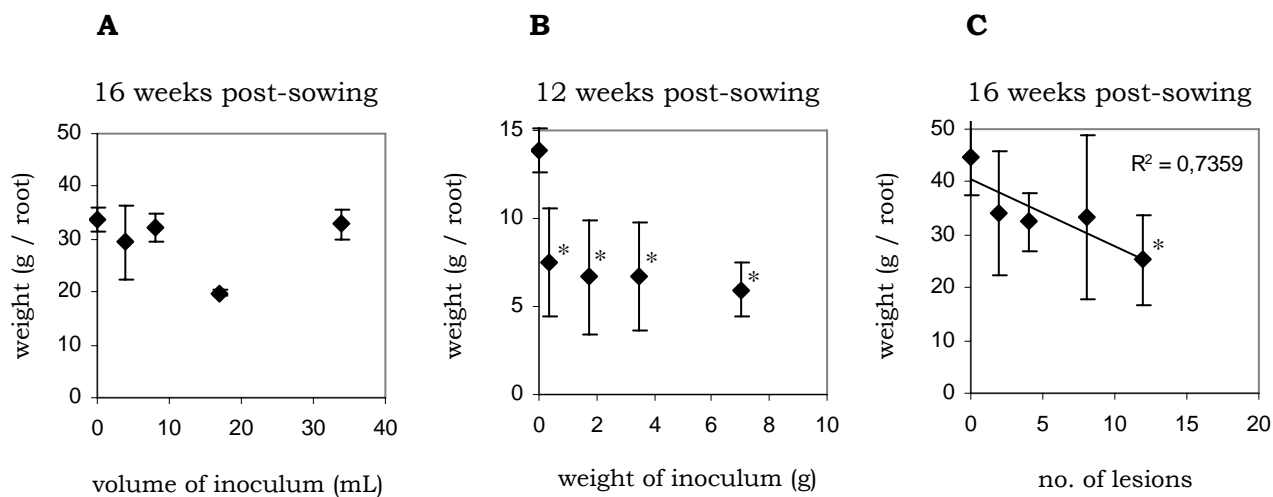 A
16 weeks post-sowing
50
40
30
20
10
0
weight (g / root)
0 10 20 30 40
volume of inoculum (mL)
B
12 weeks post-sowing
15
10
5
0
weight (g / root)
* * * *
0 2 4 6 8 10
weight of inoculum (g)
C
16 weeks post-sowing
50
40
30
20
10
0
weight (g / root)
R² = 0,7359
*
0 5 10 15 20
no. of lesions